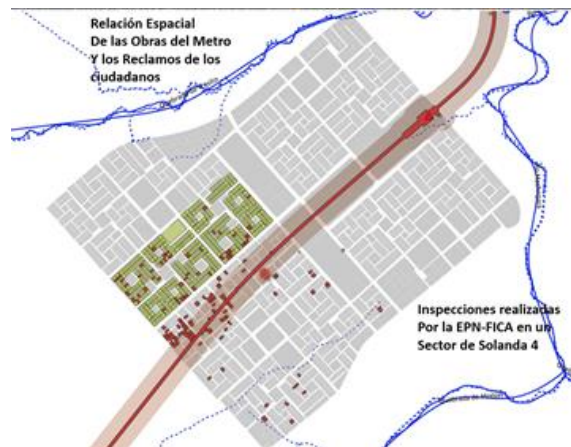 Relación Espacial
De las Obras del Metro
Y los Reclamos de los
ciudadanos
Inspecciones realizadas
Por la EPN-FICA en un
Sector de Solanda 4